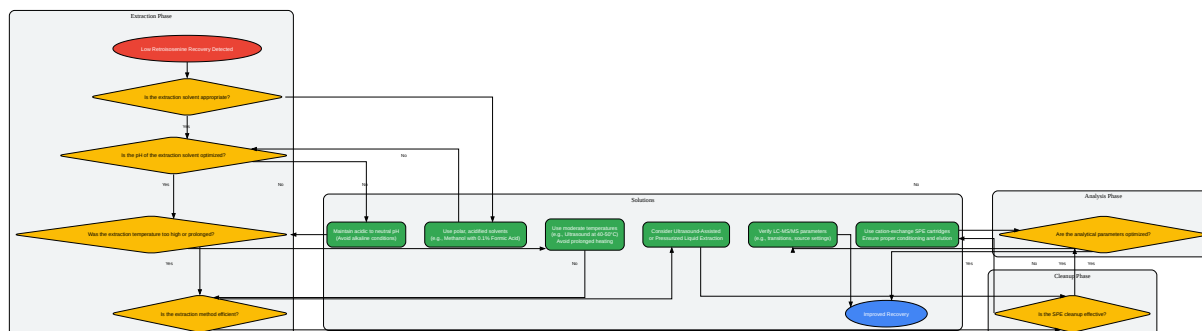 Extraction Phase
Low Retroisosenine Recovery Detected
Is the extraction solvent appropriate?
Yes
Is the pH of the extraction solvent optimized?
No
Yes
No
No
No
Solutions
Analysis Phase
Was the extraction temperature too high or prolonged?
Maintain acidic to neutral pH
(Avoid alkaline conditions)
Use polar, acidified solvents
(e.g., Methanol with 0.1% Formic Acid)
Use moderate temperatures
(e.g., Ultrasound at 40-50°C)
Avoid prolonged heating
Consider Ultrasound-Assisted
or Pressurized Liquid Extraction
Verify LC-MS/MS parameters
(e.g., transitions, source settings)
Use cation-exchange SPE cartridges
Ensure proper conditioning and elution
Are the analytical parameters optimized?
Yes
No
Yes
No
Yes
Yes
Cleanup Phase
Is the extraction method efficient?
Improved Recovery
Is the SPE cleanup effective?